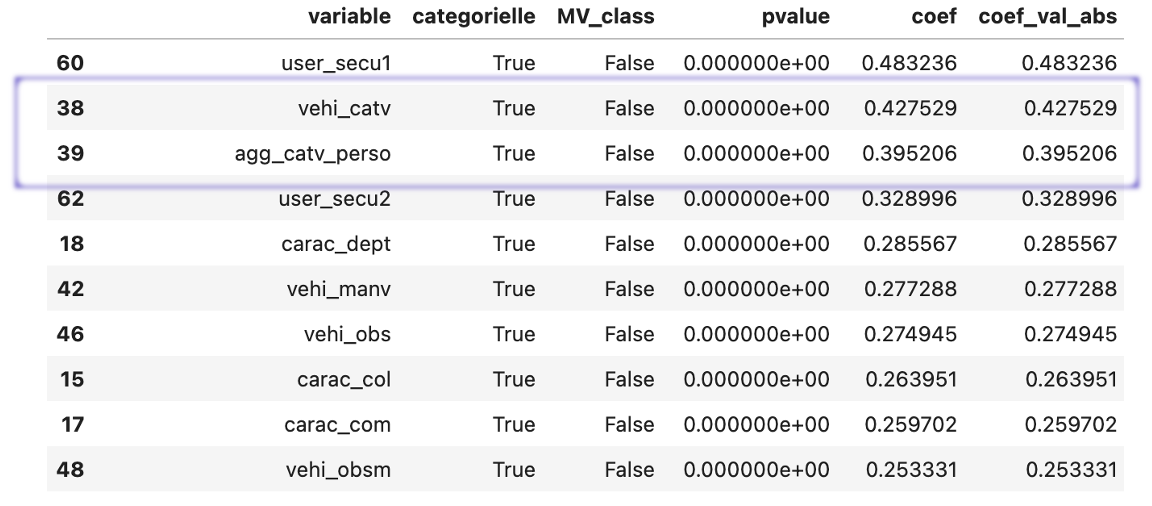 variable categorielle MV_class pvalue coef coef_val_abs
60 user_secu1 True False 0.000000e+00 0.483236 0.483236
38 vehi_catv True False 0.000000e+00 0.427529 0.427529
39 agg_catv_perso True False 0.000000e+00 0.395206 0.395206
62 user_secu2 True False 0.000000e+00 0.328996 0.328996
18 carac_dept True False 0.000000e+00 0.285567 0.285567
42 vehi_manv True False 0.000000e+00 0.277288 0.277288
46 vehi_obs True False 0.000000e+00 0.274945 0.274945
15 carac_col True False 0.000000e+00 0.263951 0.263951
17 carac_com True False 0.000000e+00 0.259702 0.259702
48 vehi_obsm True False 0.000000e+00 0.253331 0.253331